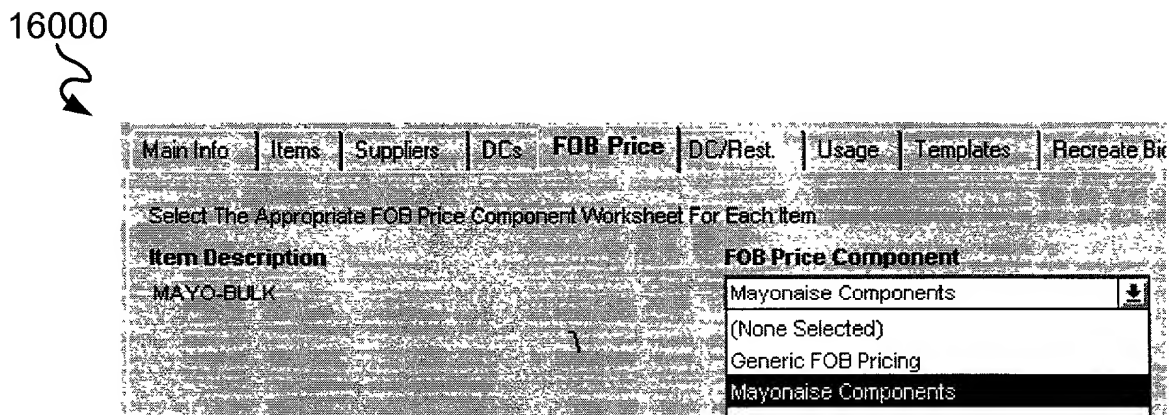 16000
Main Info Items Suppliers DCs FOB Price DC/Rest. Usage Templates Recreate Bid
Select The Appropriate FOB Price Component Worksheet For Each Item
Item Description FOB Price Component
MAYO-BULK Mayonaise Components
(None Selected)
Generic FOB Pricing
Mayonaise Components